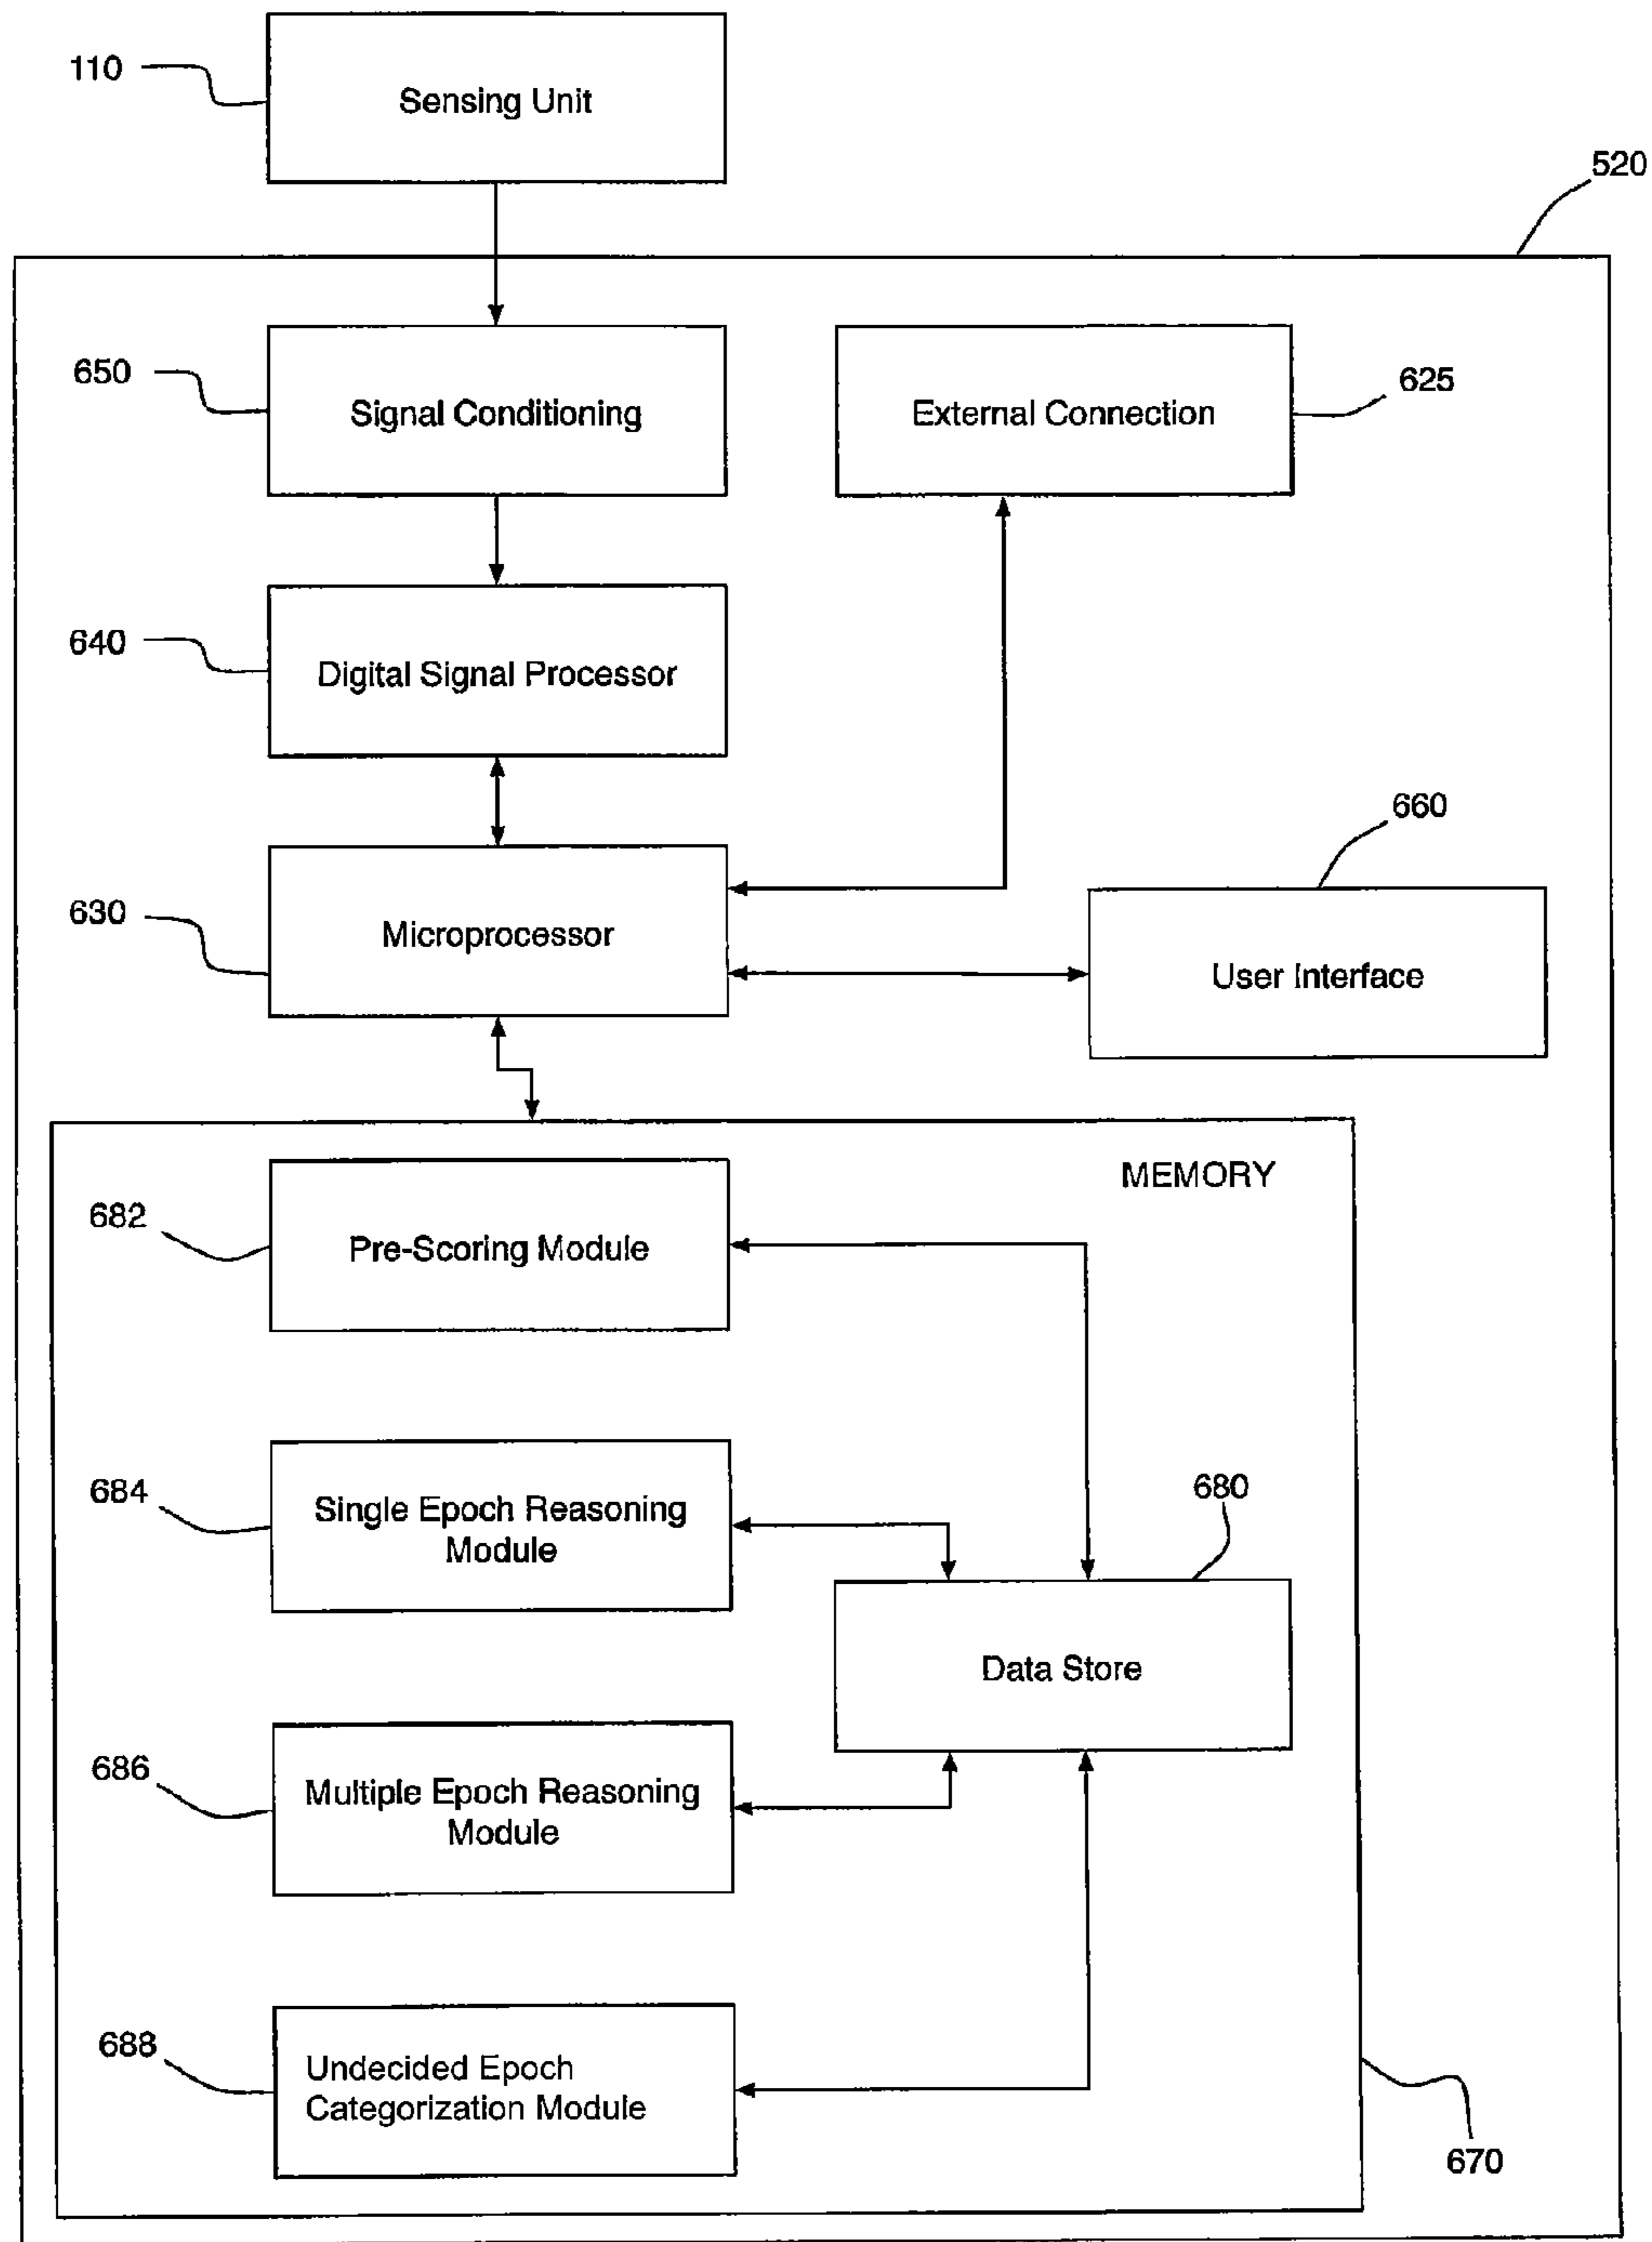 110
Sensing Unit
520
650
Signal Conditioning
External Connection
625
640
Digital Signal Processor
660
630
Microprocessor
User Interface
MEMORY
682
Pre-Scoring Module
684
Single Epoch Reasoning
Module
680
Data Store
686
Multiple Epoch Reasoning
Module
688
Undecided Epoch
Categorization Module
670